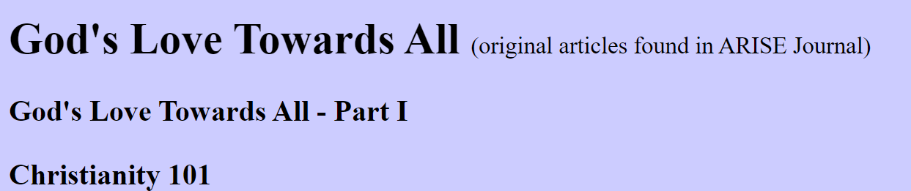 God's Love Towards All (original articles found in ARISE Journal)
God's Love Towards All - Part I
Christianity 101